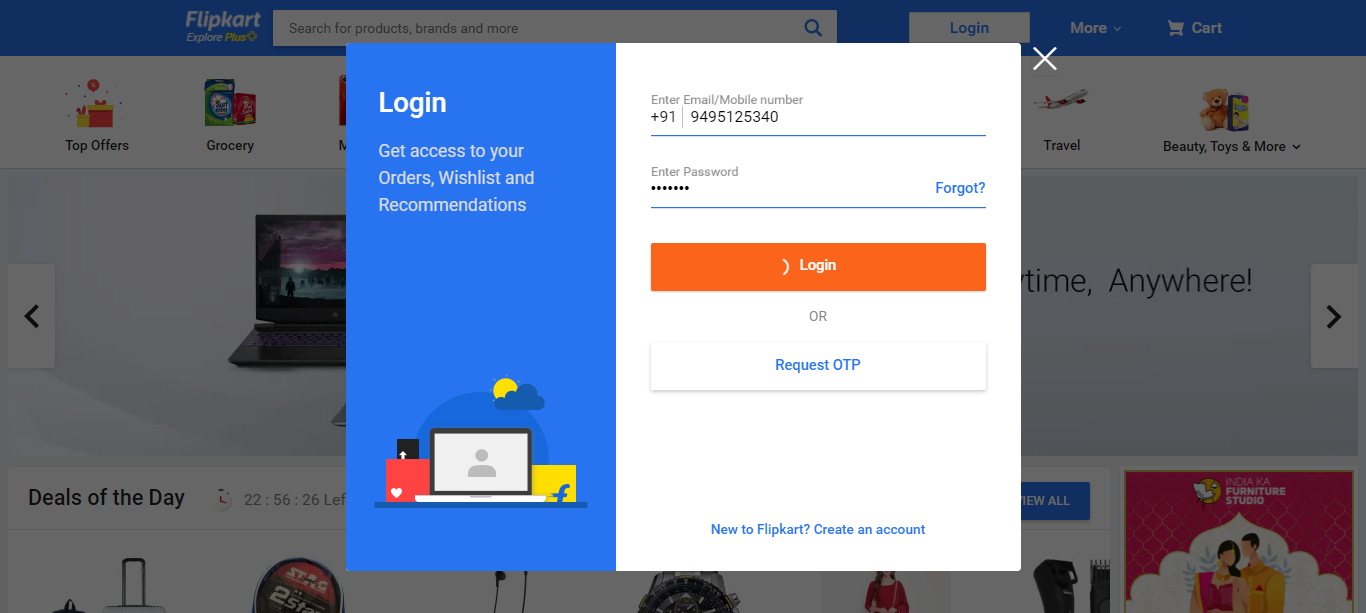 Flipkart
Explore Plus
Search for products, brands and more
Login
More
Cart
Top Offers
Grocery
M
Travel
Beauty, Toys & More
Login
Get access to your
Orders, Wishlist and
Recommendations
Enter Email/Mobile number
+91 9495125340
Enter Password
•••••••
Forgot?
Login
OR
Request OTP
New to Flipkart? Create an account
ytime, Anywhere!
Deals of the Day
22 : 56 : 26 Lef
VIEW ALL
INDIA KA
FURNITURE
STUDIO
STAG
2 Star